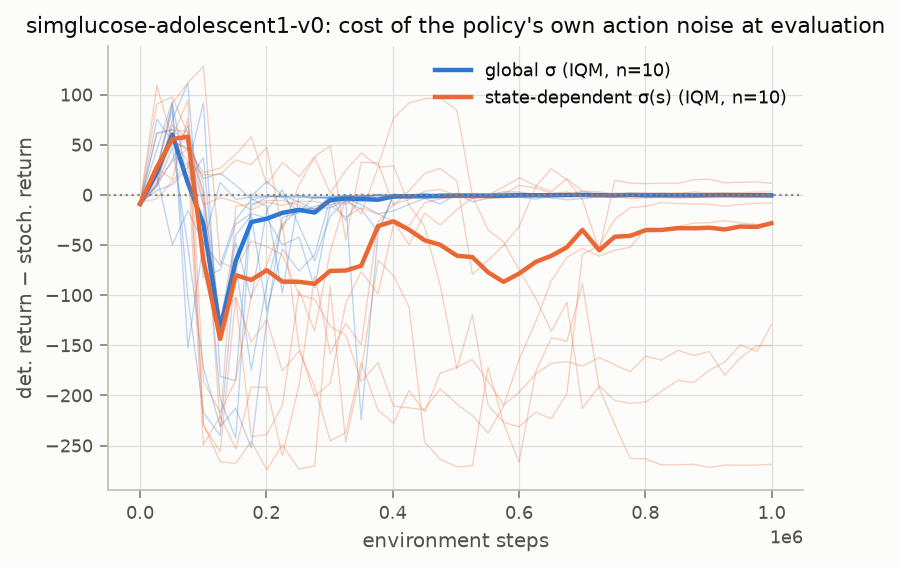 simglucose-adolescent1-v0: cost of the policy's own action noise at evaluation
global σ (IQM, n=10)
state-dependent σ(s) (IQM, n=10)
det. return − stoch. return
100
50
0
−50
−100
−150
−200
−250
0.0
0.2
0.4
0.6
0.8
1.0
1e6
environment steps